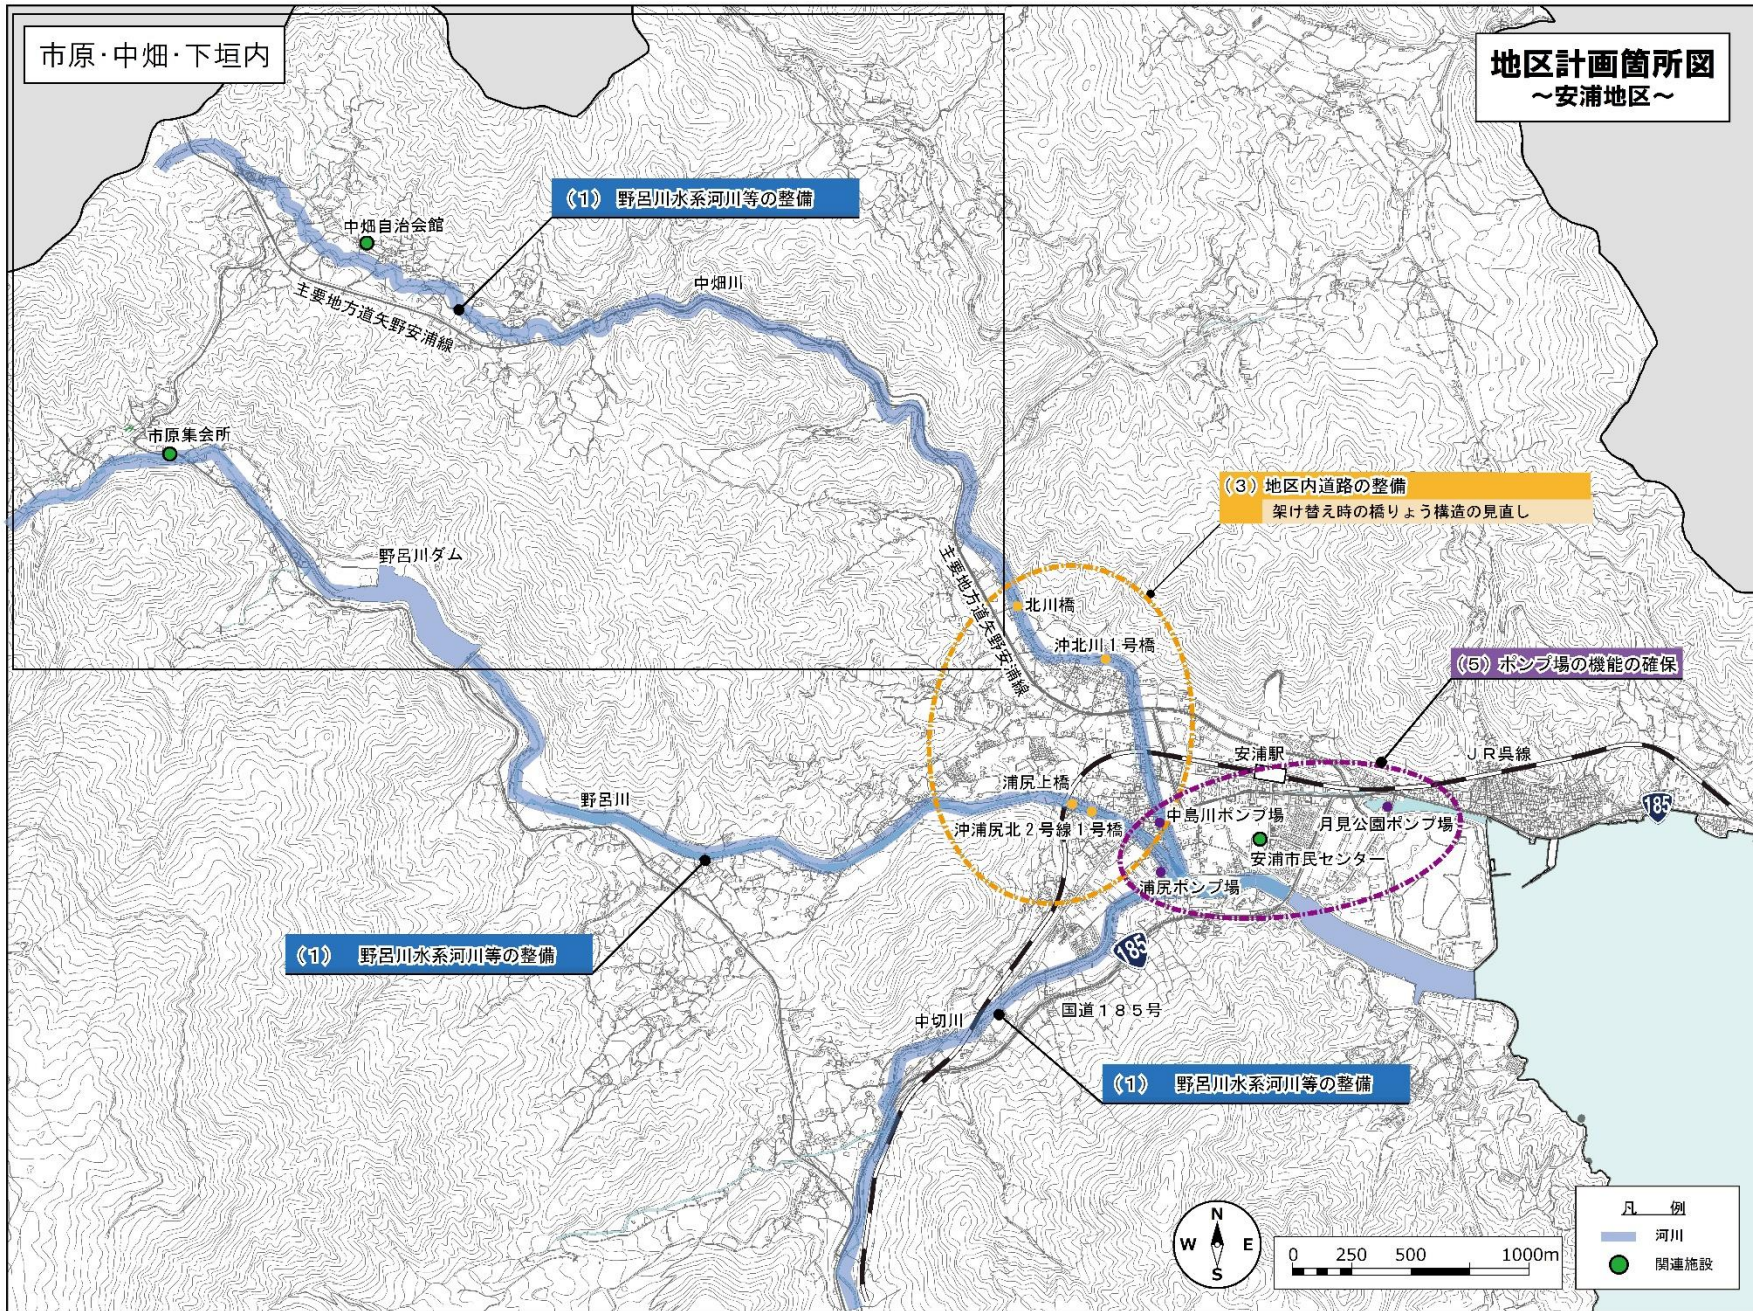 市原・中畑・下垣内
地区計画箇所図
～安浦地区～
（1） 野呂川水系河川等の整備
中畑自治会館
中畑川
主要地方道矢野安浦線
市原集会所
（3）地区内道路の整備
架け替え時の橋りょう構造の見直し
野呂川ダム
主要地方道矢野安浦線
北川橋
沖北川１号橋
（5）ポンプ場の機能の確保
安浦駅
ＪＲ呉線
浦尻上橋
野呂川
185
中島川ポンプ場
月見公園ポンプ場
沖浦尻北２号線１号橋
安浦市民センター
浦尻ポンプ場
（1） 野呂川水系河川等の整備
185
国道１８５号
中切川
（1） 野呂川水系河川等の整備
凡 例
河川
関連施設
N
W E
S
0 250 500 1000m